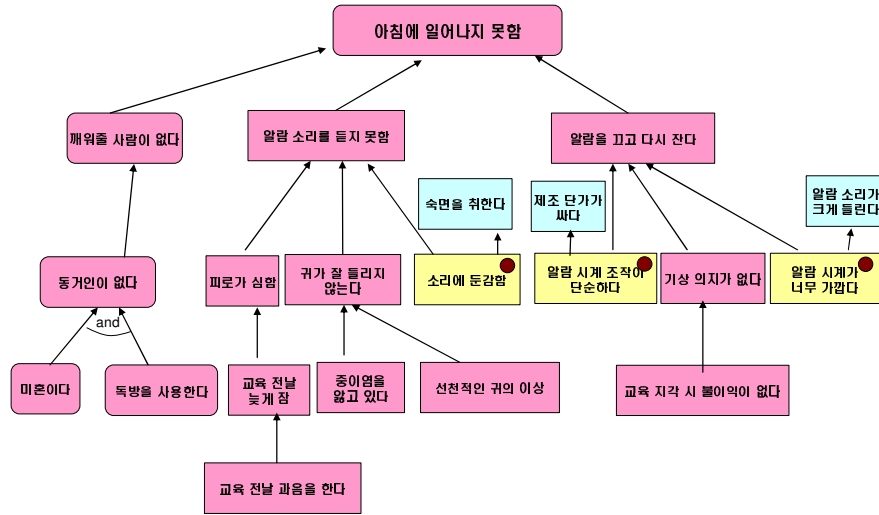 아침에 일어나지 못함
깨워줄 사람이 없다
알람 소리를 듣지 못함
알람을 끄고 다시 잔다
숙면을 취한다
제조 단가가
싸다
알람 소리가
크게 들린다
동거인이 없다
피로가 심함
귀가 잘 들리지
않는다
소리에 둔감함
알람 시계 조작이
단순하다
기상 의지가 없다
알람 시계가
너무 가깝다
and
미혼이다
독방을 사용한다
교육 전날
늦게 잠
중이염을
앓고 있다
선천적인 귀의 이상
교육 지각 시 불이익이 없다
교육 전날 과음을 한다